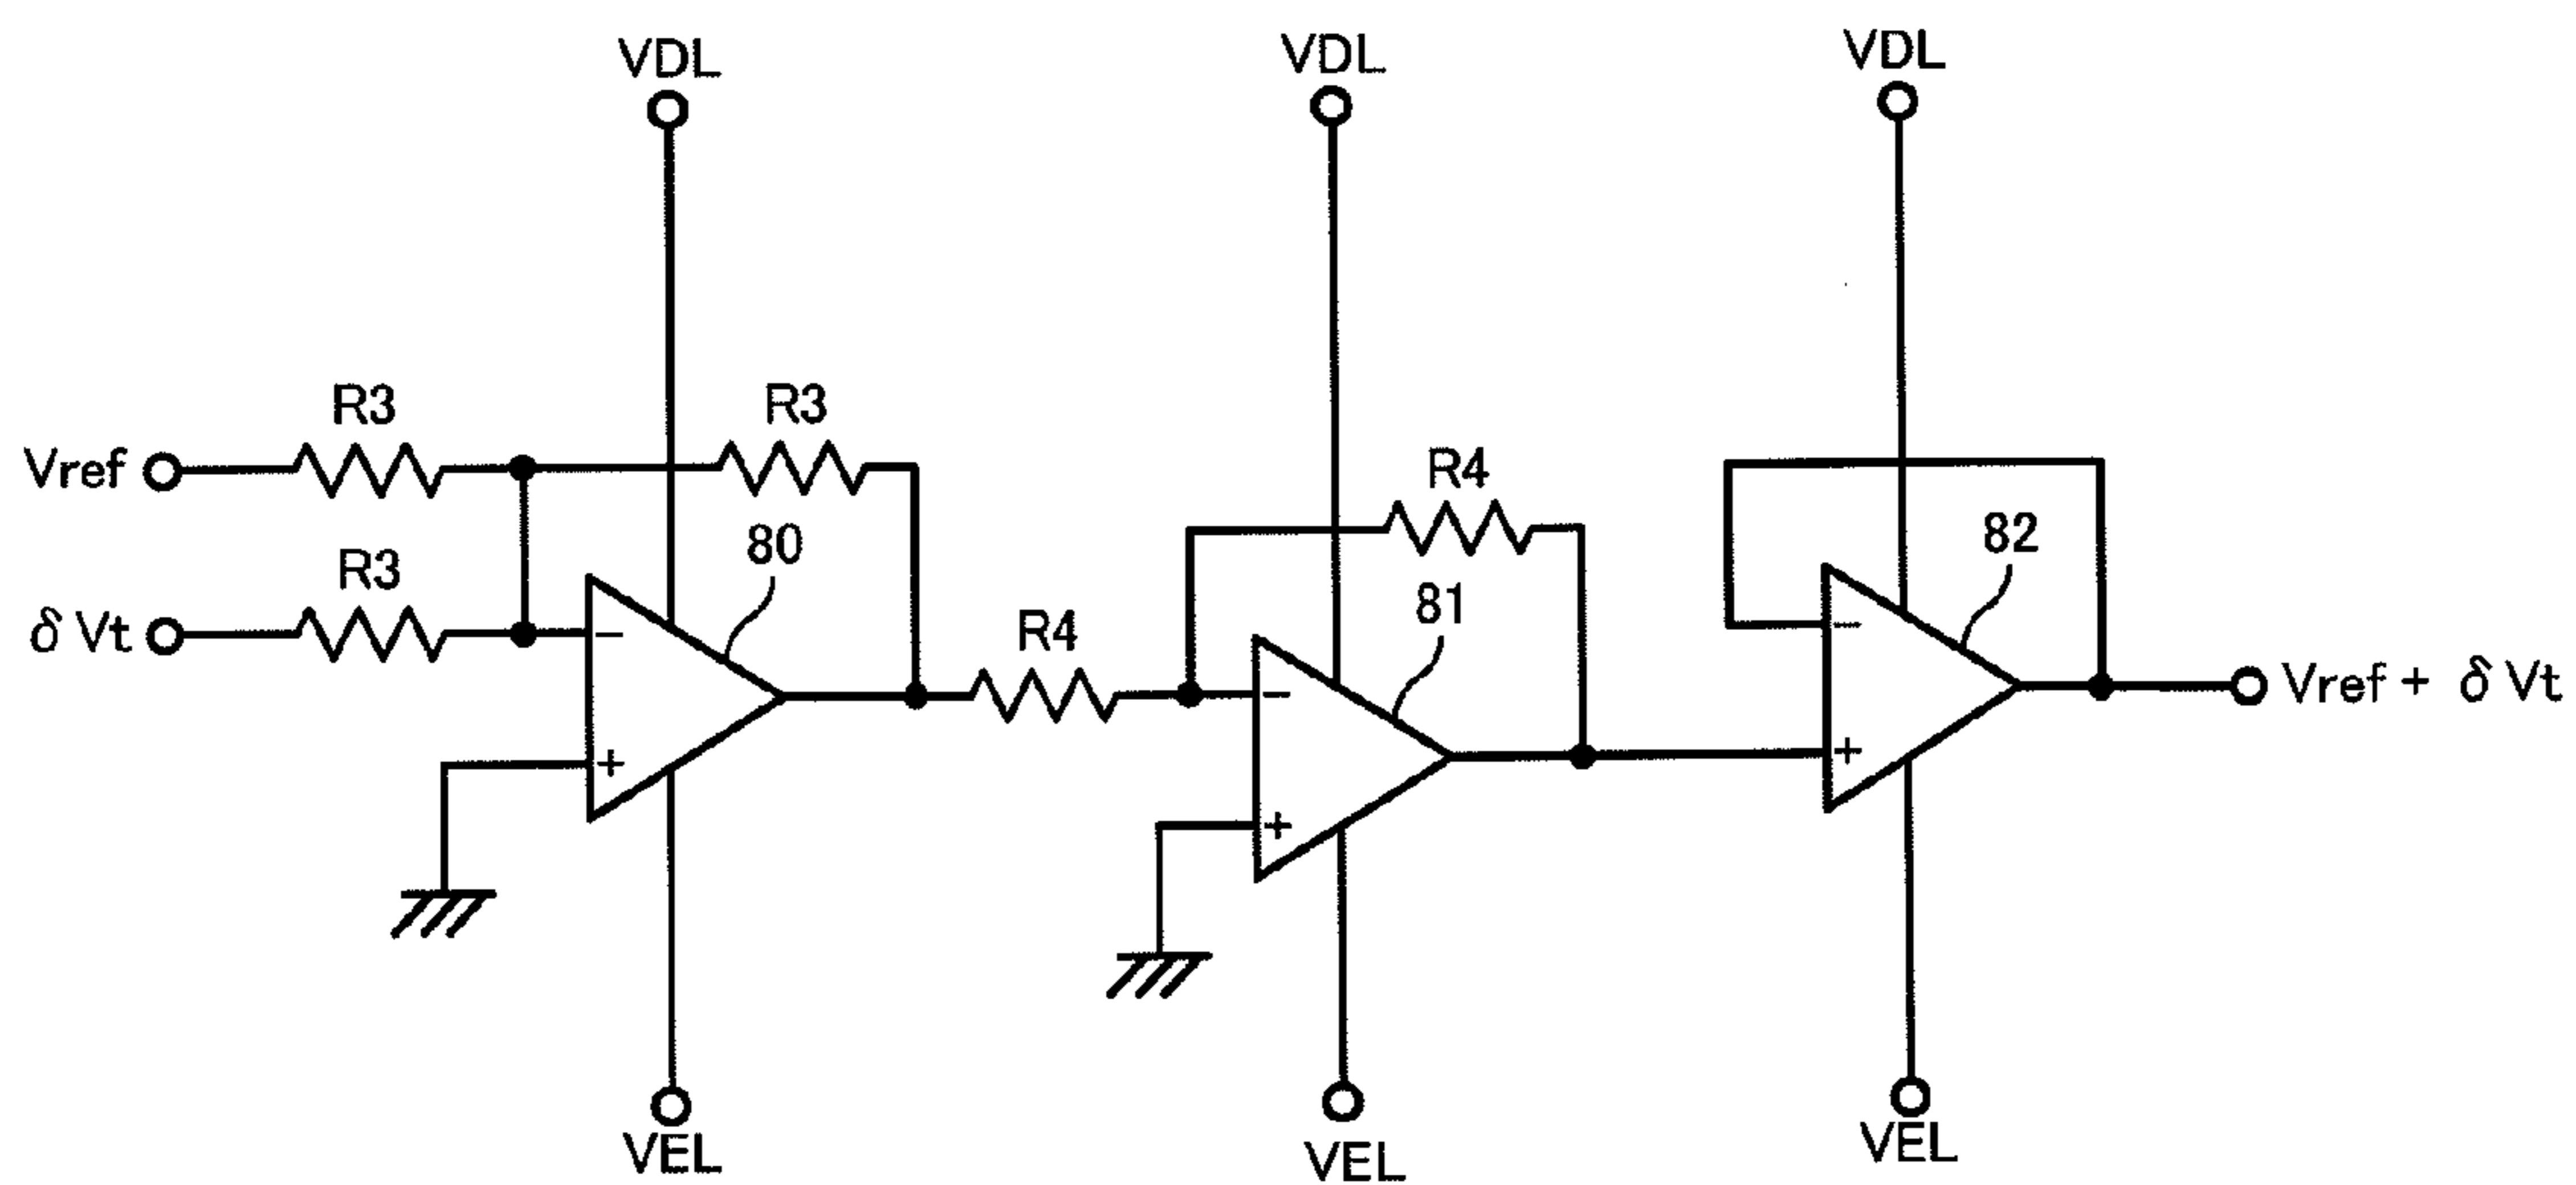 VDL
VDL
VDL
R3
R3
Vref
R4
80
82
R3
81
δ Vt
R4
−
−
−
Vref + δ Vt
+
+
+
VEL
VEL
VEL